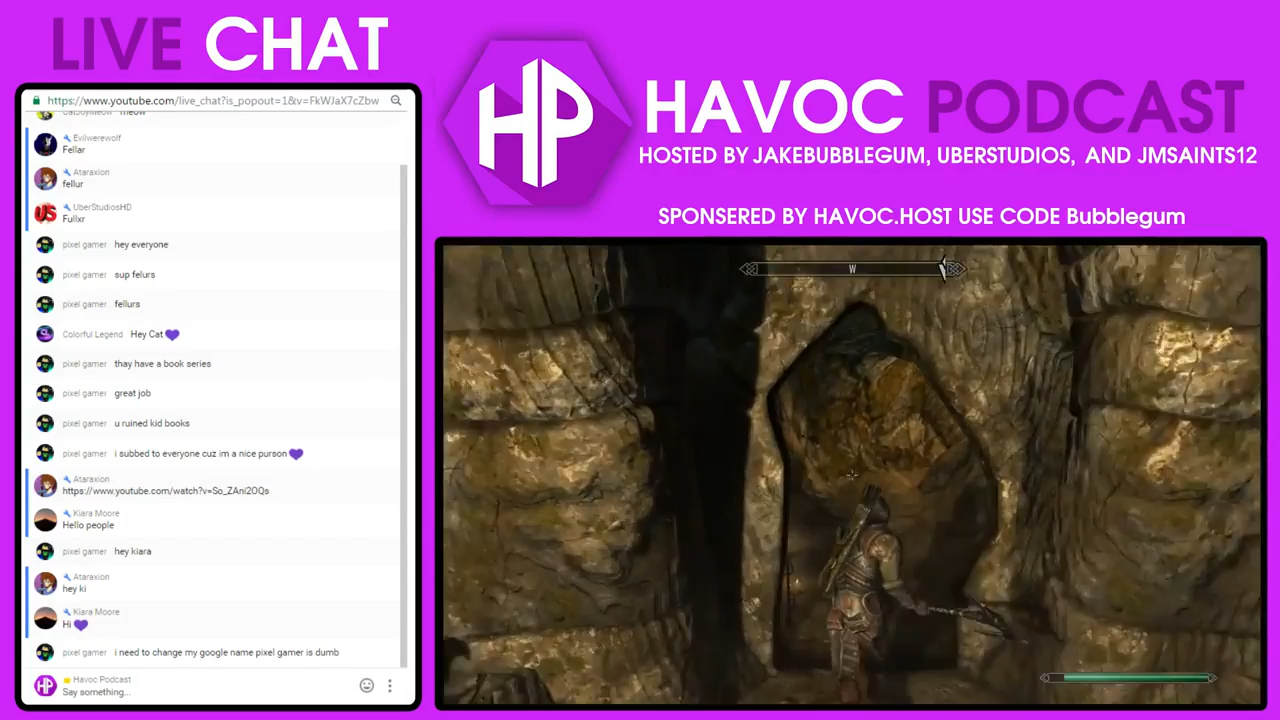 LIVE CHAT
https://www.youtube.com/live_chat?is_popout=1&v=FkWJaX7cZbw
CatJoyMeow meow
Evilwerewolf
Fellar
Ataraxion
fellur
UberStudiosHD
Fullxr
pixel gamer hey everyone
pixel gamer sup felurs
pixel gamer fellurs
Colorful Legend Hey Cat
pixel gamer thay have a book series
pixel gamer great job
pixel gamer u ruined kid books
pixel gamer i subbed to everyone cuz im a nice purson
Ataraxion
https://www.youtube.com/watch?v=So_ZAni2OQs
Kiara Moore
Hello people
pixel gamer hey kiara
Ataraxion
hey ki
Kiara Moore
Hi
pixel gamer i need to change my google name pixel gamer is dumb
Havoc Podcast
Say something...
HP
HP
HAVOC PODCAST
HOSTED BY JAKEBUBBLEGUM, UBERSTUDIOS, AND JMSAINTS12
SPONSERED BY HAVOC.HOST USE CODE Bubblegum
W